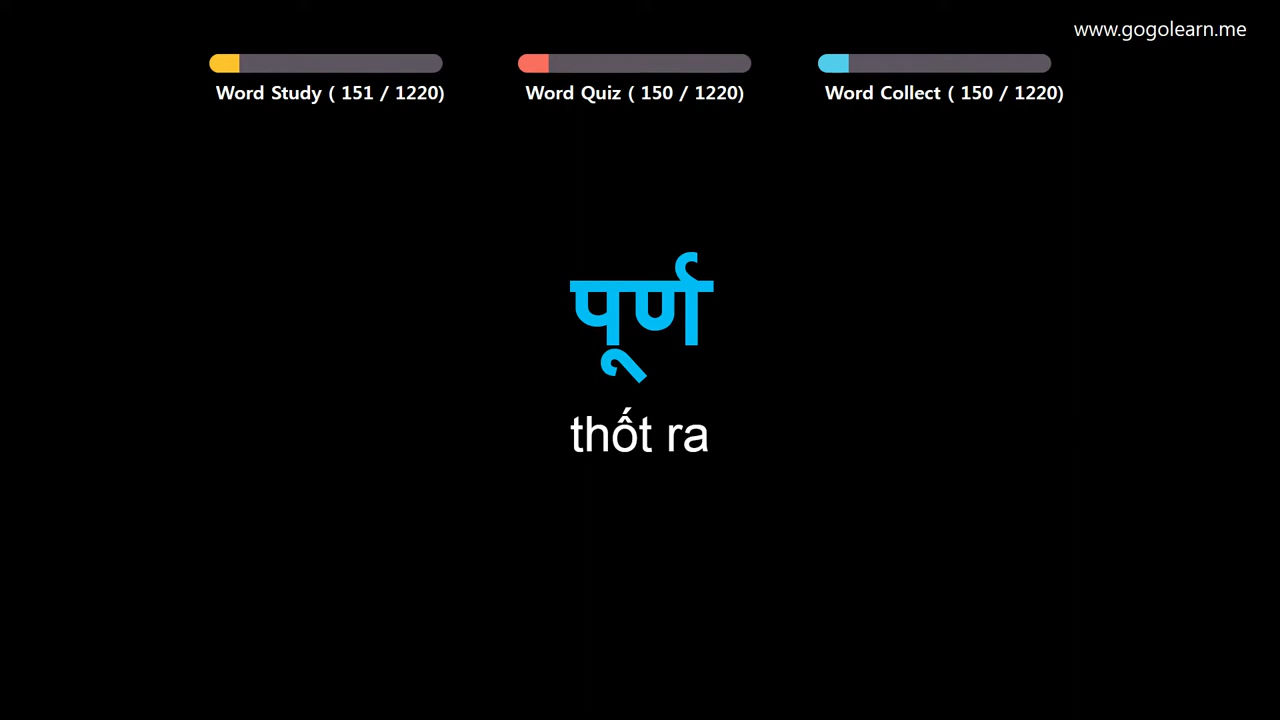 www.gogolearn.me
Word Study ( 151 / 1220)
Word Quiz ( 150 / 1220)
Word Collect ( 150 / 1220)
पूर्ण
thốt ra